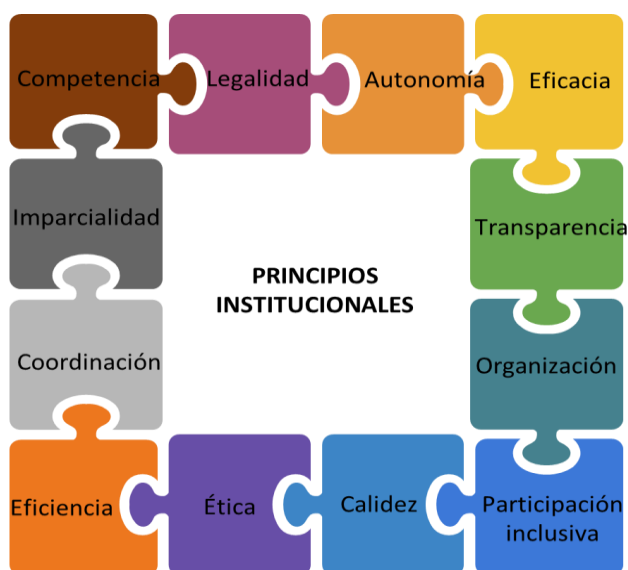 Competencia
Legalidad
Autonomía
Eficacia
Imparcialidad
Transparencia
PRINCIPIOS
INSTITUCIONALES
Coordinación
Organización
Eficiencia
Ética
Calidez
Participación
inclusiva